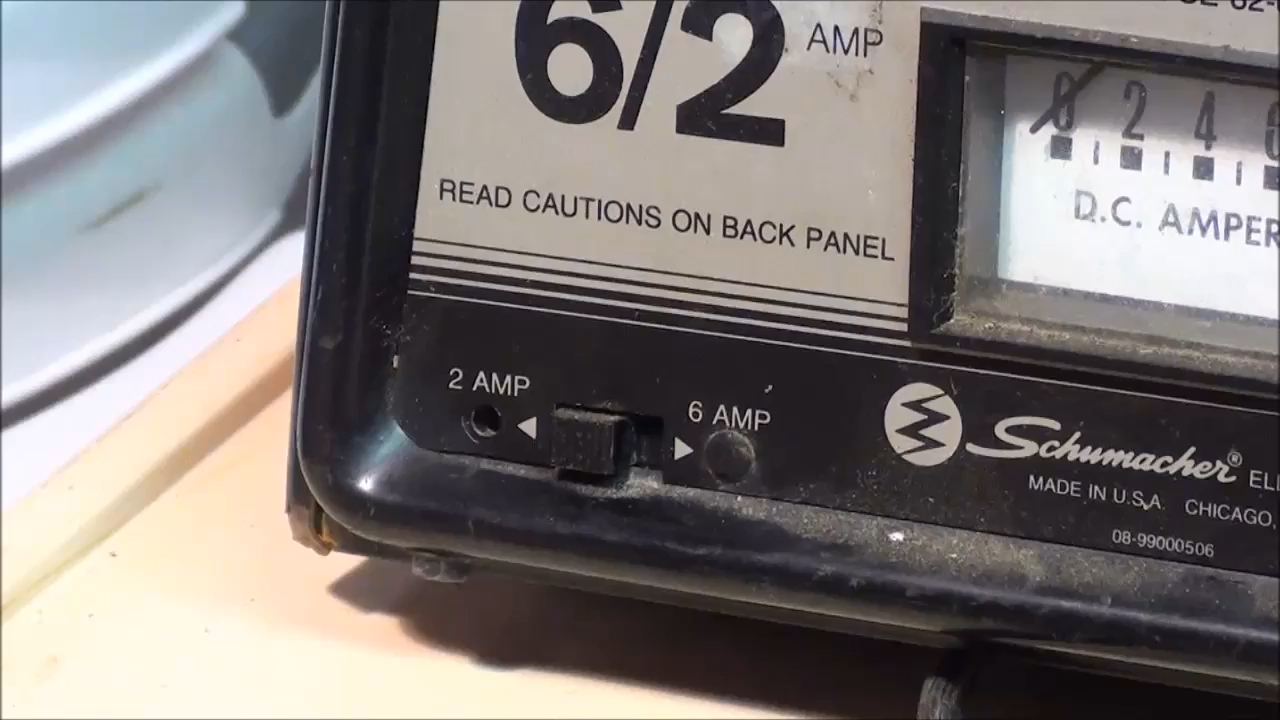 6/2 AMP
READ CAUTIONS ON BACK PANEL
0 2 4
D.C.
2 AMP
6 AMP
Schumacher®
MADE IN U.S.A. CHICAGO,
08-99000506